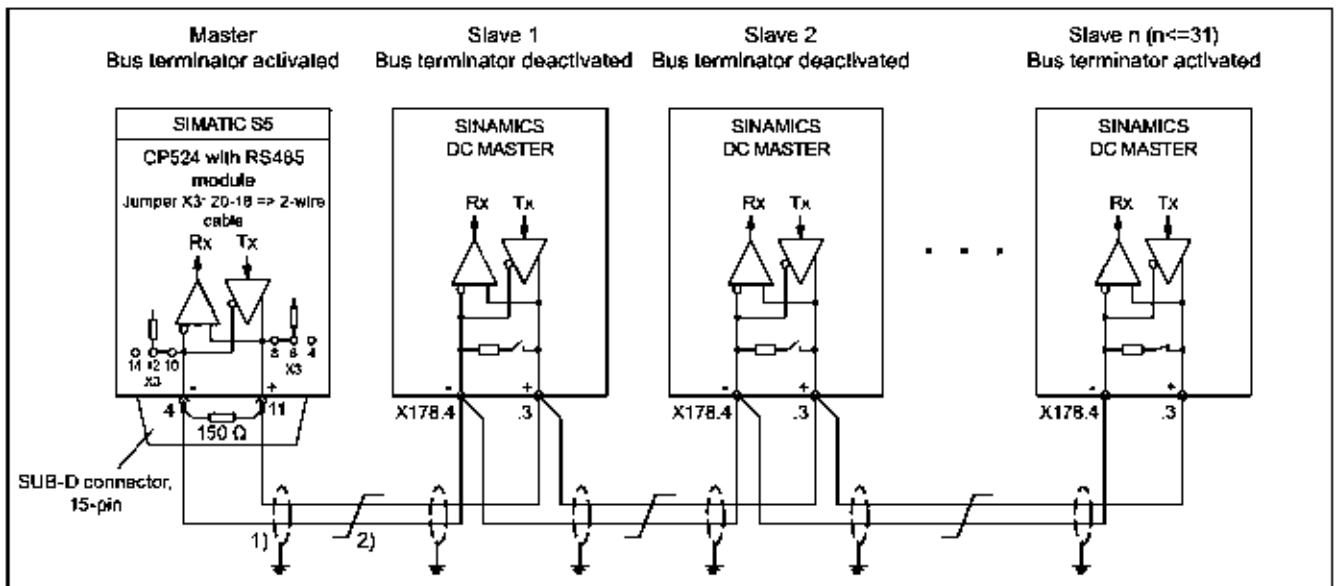 Master
Bus terminator activated
Slave 1
Bus terminator deactivated
Slave 2
Bus terminator deactivated
Slave n (n<=31)
Bus terminator activated
SIMATIC S5
CP524 with RS485
module
Jumper X3: 20-18 => 2-wire
cable
Rx
Tx
14 12 10
X3
8 6 4
X3
-
+
4
11
150 Ω
SUB-D connector,
15-pin
SINAMICS
DC MASTER
Rx
Tx
-
+
X178.4
.3
SINAMICS
DC MASTER
Rx
Tx
-
+
X178.4
.3
SINAMICS
DC MASTER
Rx
Tx
-
+
X178.4
.3
1)
2)